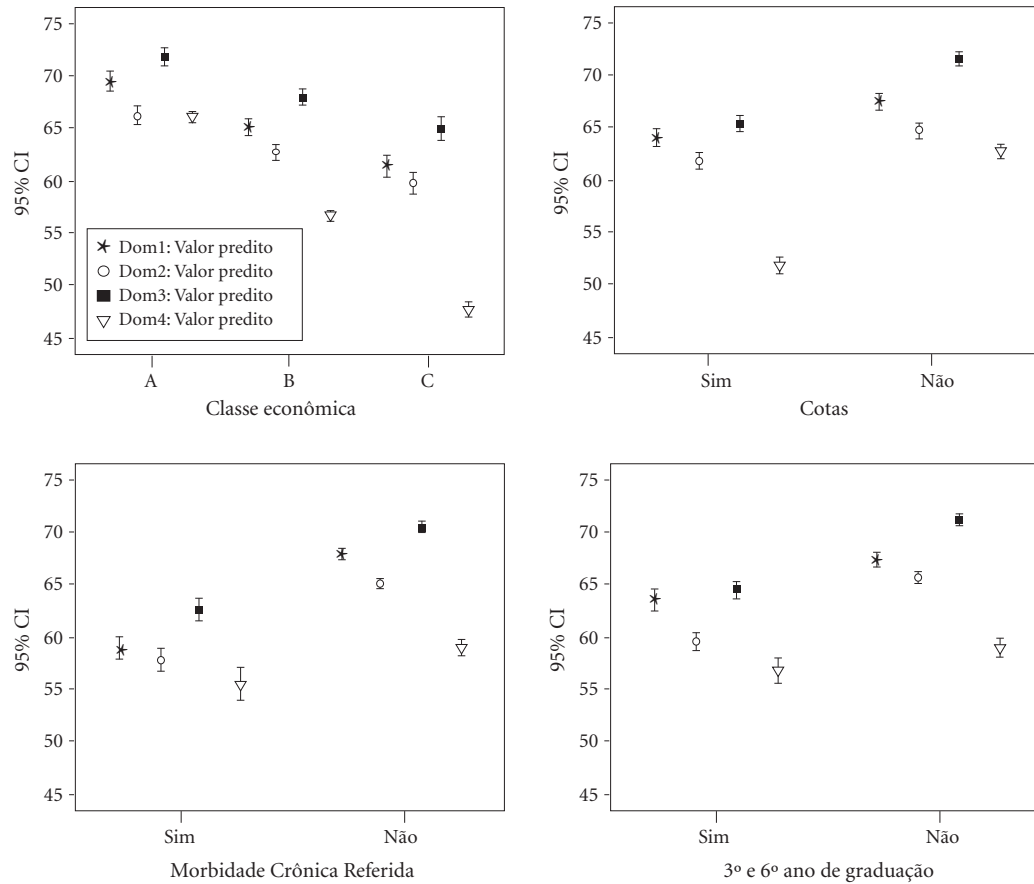 75
70
65
60
55
50
45
95% CI
Dom1: Valor predito
Dom2: Valor predito
Dom3: Valor predito
Dom4: Valor predito
A B C
Classe econômica
75
70
65
60
55
50
45
95% CI
Sim Não
Cotas
75
70
65
60
55
50
45
95% CI
Sim Não
Morbidade Crônica Referida
75
70
65
60
55
50
45
95% CI
Sim Não
3º e 6º ano de graduação